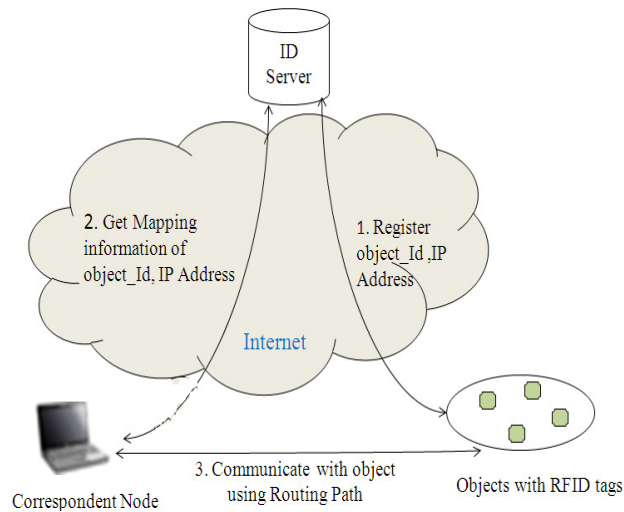 ID
Server
2. Get Mapping
information of
object_Id, IP Address
1. Register
object_Id ,IP
Address
Internet
3. Communicate with object
using Routing Path
Correspondent Node
Objects with RFID tags